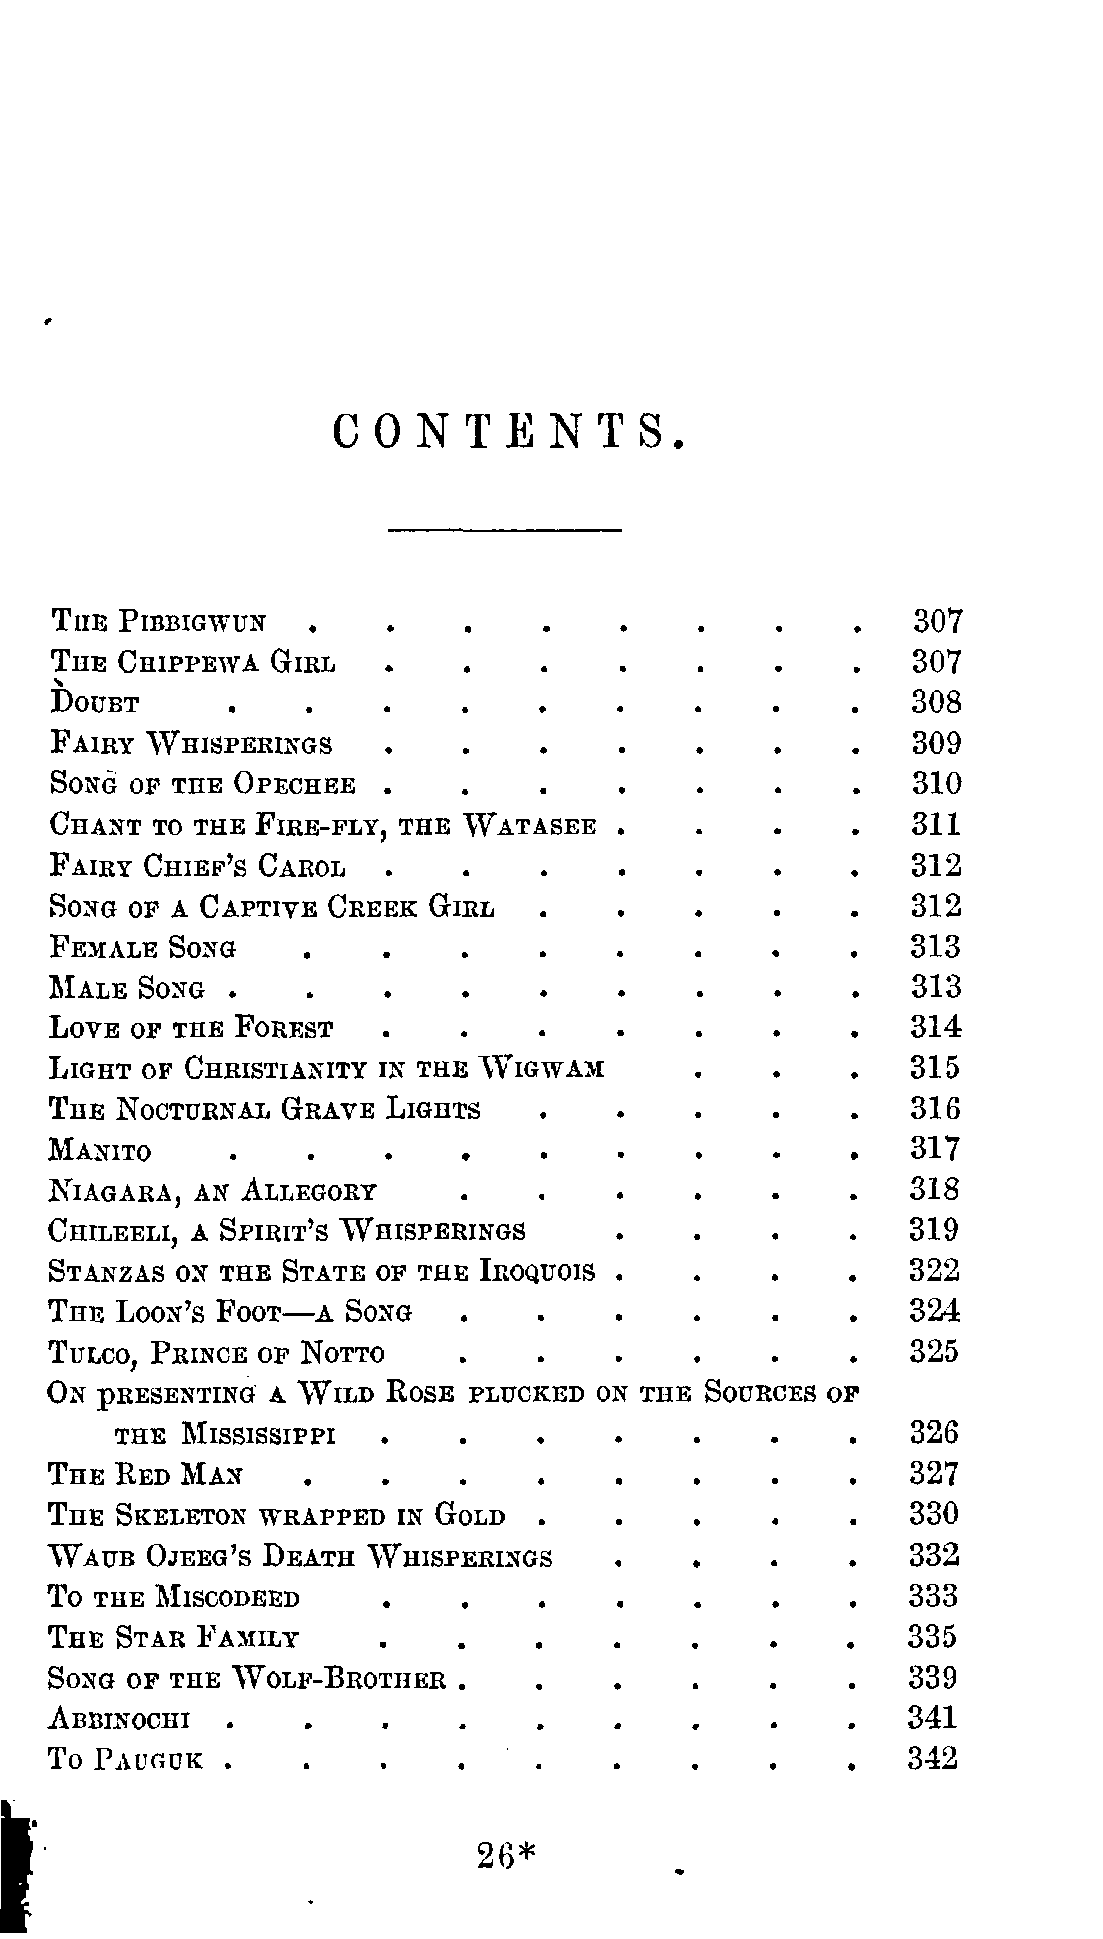 CONTENTS.
The Pibbigwun . . . . . . . . 307
The Chippewa Girl . . . . . . . 307
Doubt . . . . . . . . . 308
Fairy Whisperings . . . . . . . 309
Song of the Opechee . . . . . . . 310
Chant to the Fire-fly, the Watasee . . . . 311
Fairy Chief's Carol . . . . . . . 312
Song of a Captive Creek Girl . . . . . 312
Female Song . . . . . . . . 313
Male Song . . . . . . . . . 313
Love of the Forest . . . . . . . 314
Light of Christianity in the Wigwam . . . 315
The Nocturnal Grave Lights . . . . . 316
Manito . . . . . . . . . 317
Niagara, an Allegory . . . . . . 318
Chileeli, a Spirit's Whisperings . . . . 319
Stanzas on the State of the Iroquois . . . . 322
The Loon's Foot—a Song . . . . . . 324
Tulco, Prince of Notto . . . . . . 325
On presenting a Wild Rose plucked on the Sources of
the Mississippi . . . . . . . 326
The Red Man . . . . . . . . 327
The Skeleton wrapped in Gold . . . . . 330
Waub Ojeeg's Death Whisperings . . . . 332
To the Miscodeed . . . . . . . 333
The Star Family . . . . . . . 335
Song of the Wolf-Brother . . . . . . 339
Abbinochi . . . . . . . . . 341
To Pauguk . . . . . . . . . 342
26*